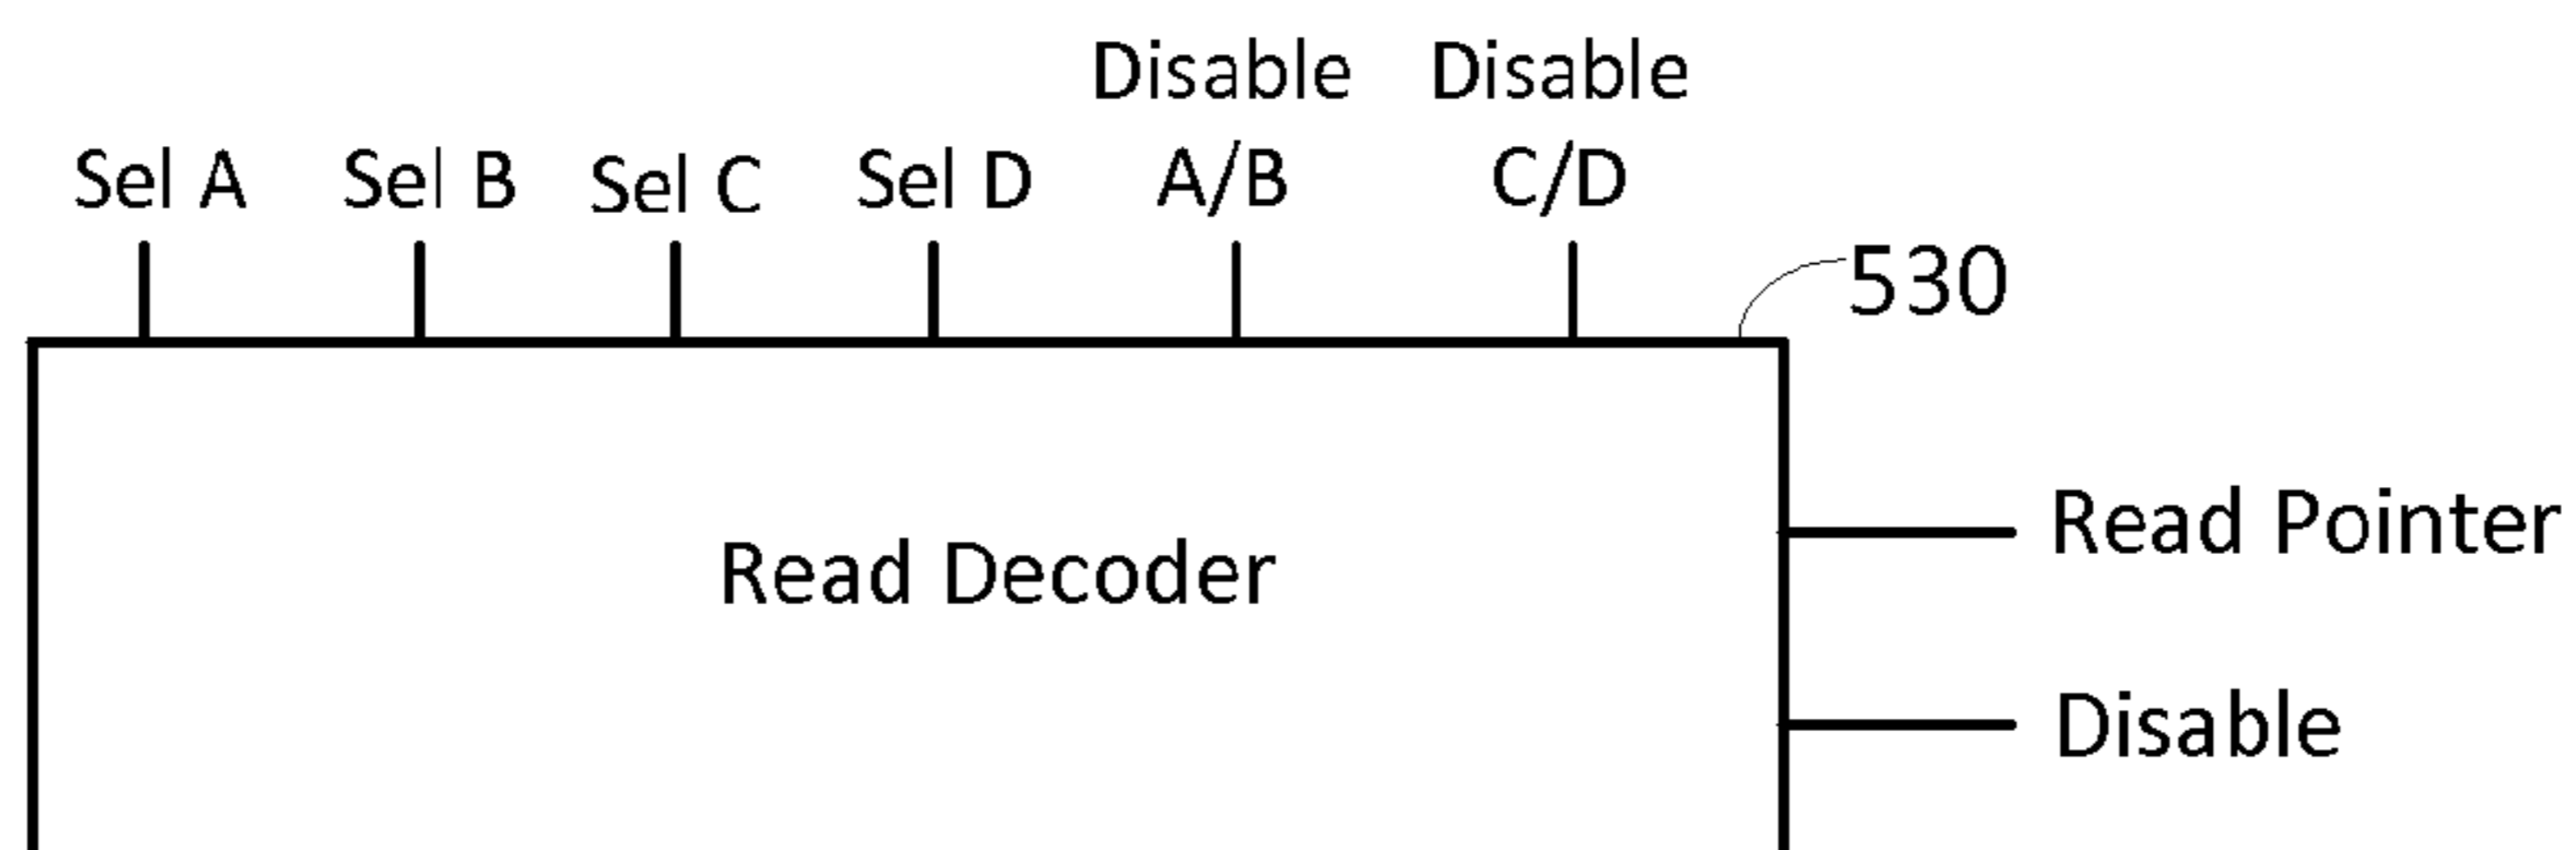 Disable Disable
Sel A Sel B Sel C Sel D A/B C/D
530
Read Pointer
Read Decoder
Disable